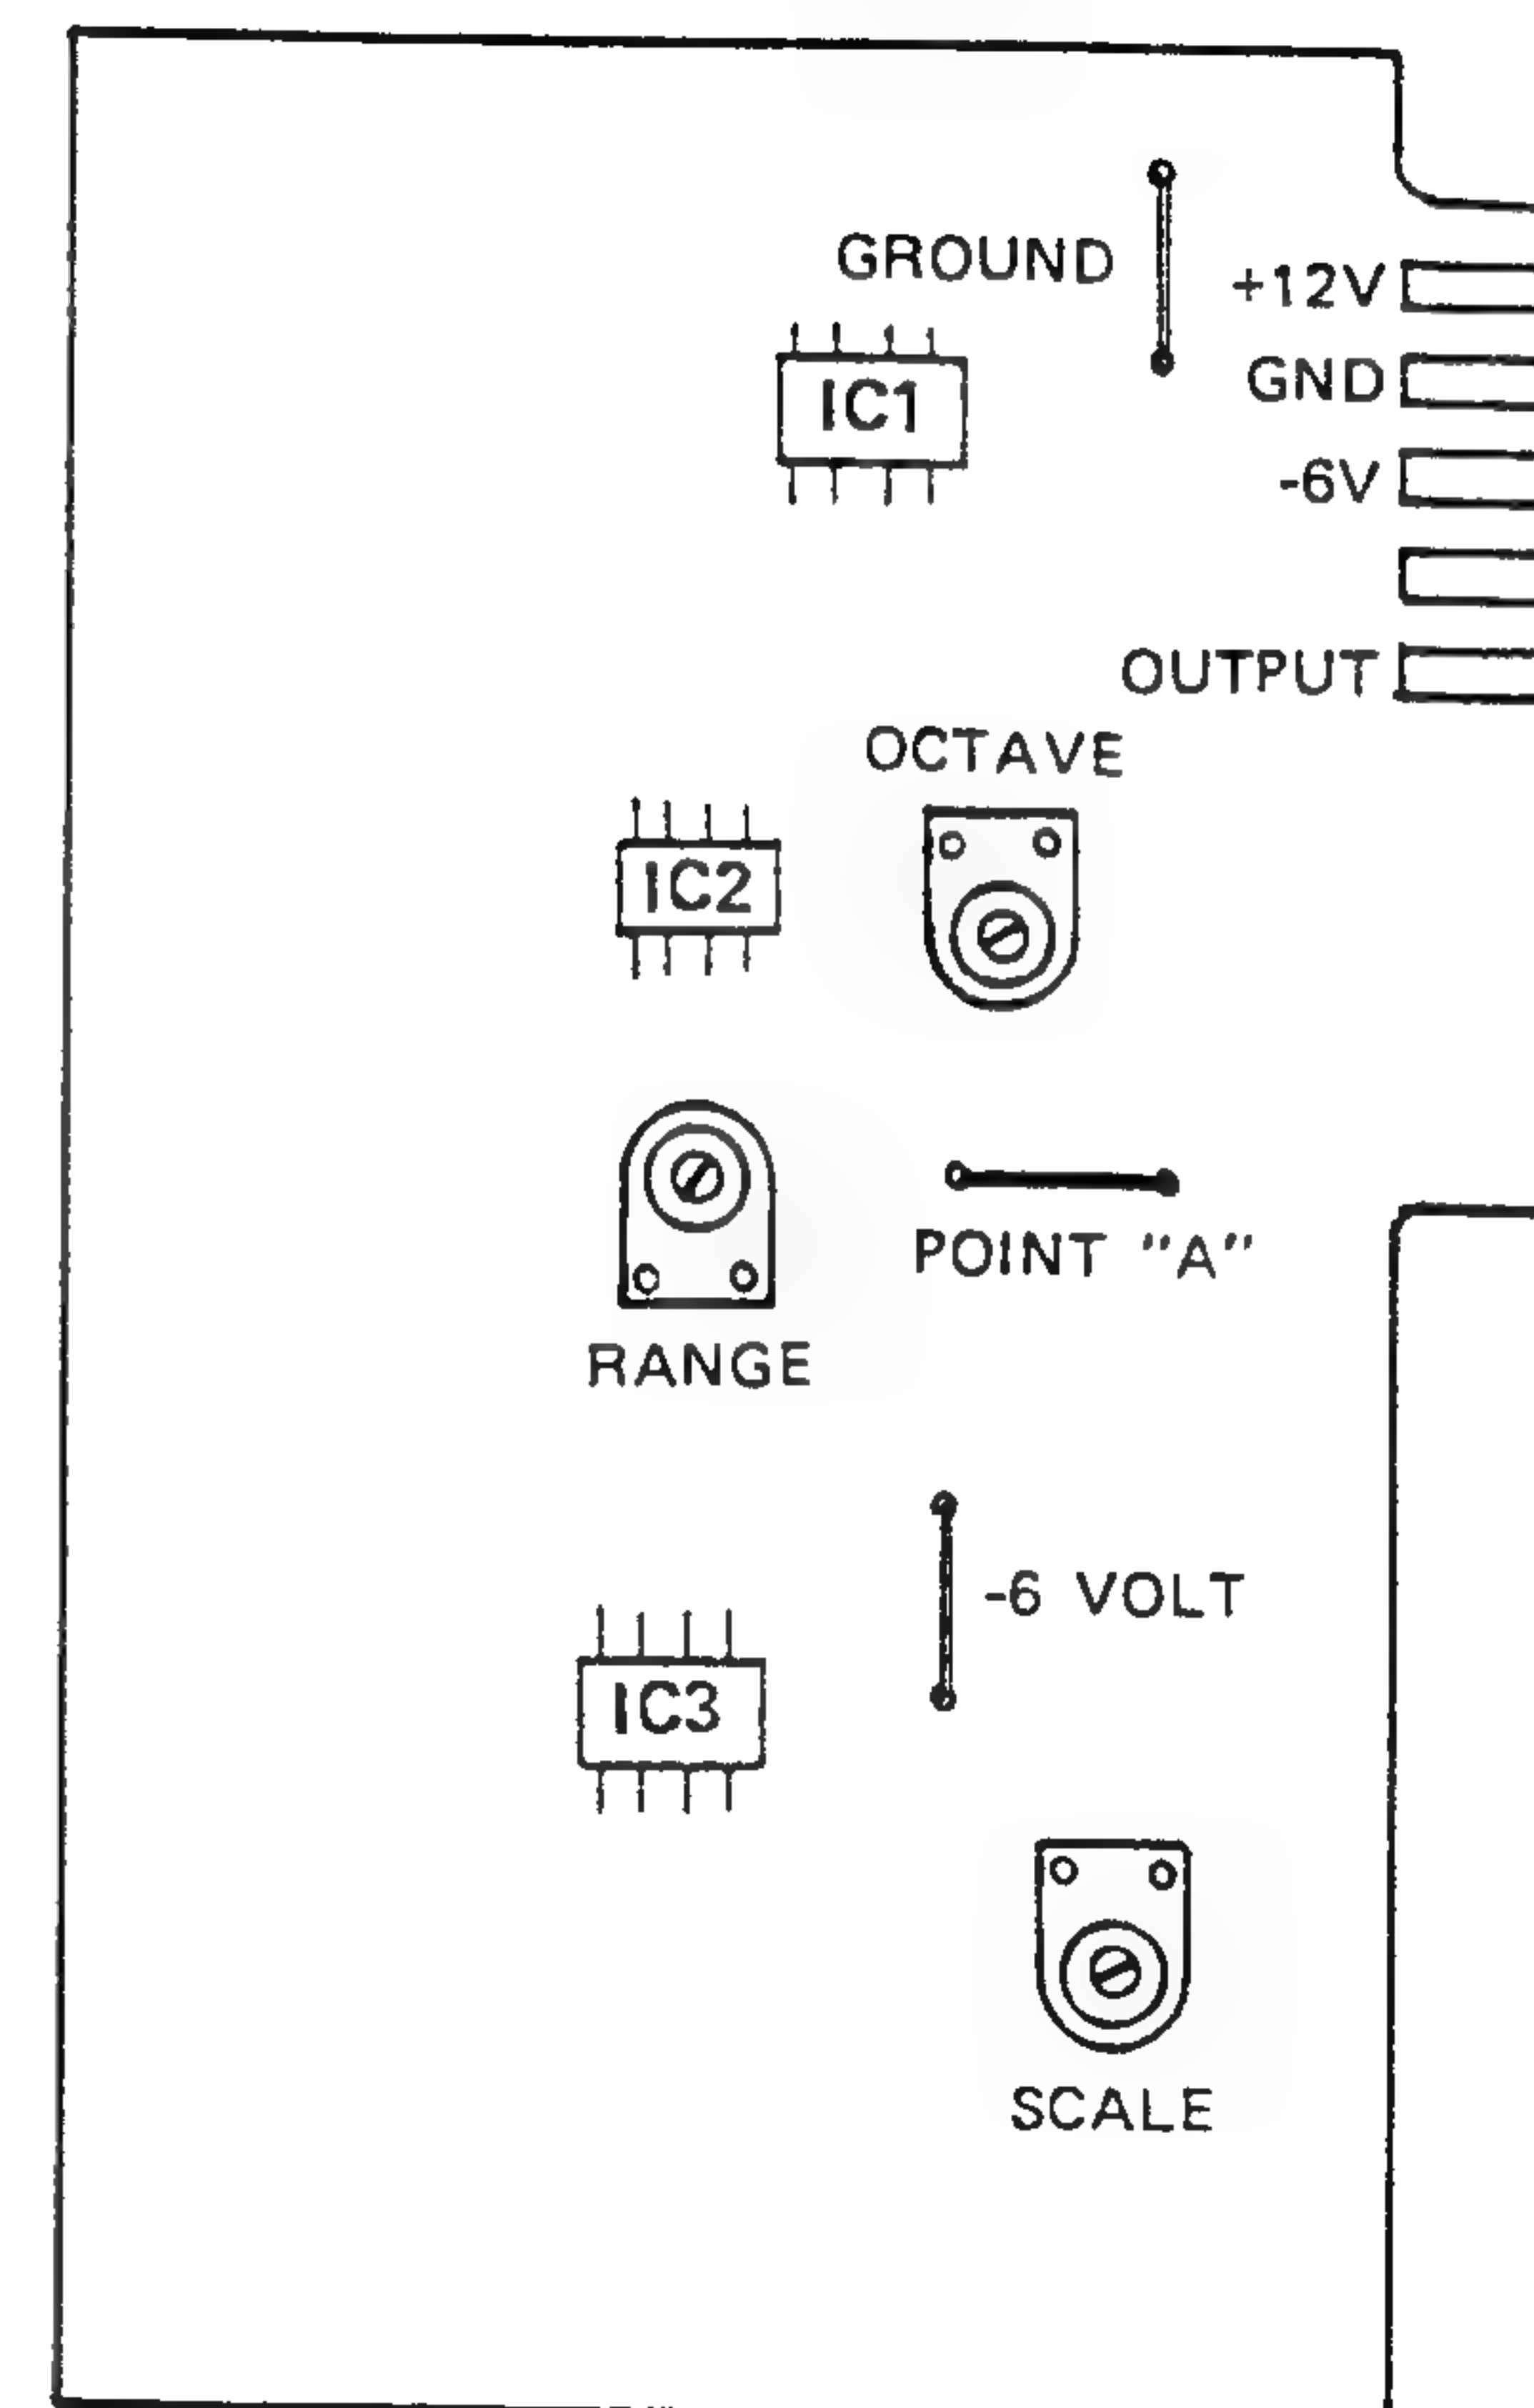 GROUND
+12V
GND
IC1
-6V
OUTPUT
OCTAVE
IC2
POINT "A"
RANGE
-6 VOLT
IC3
SCALE